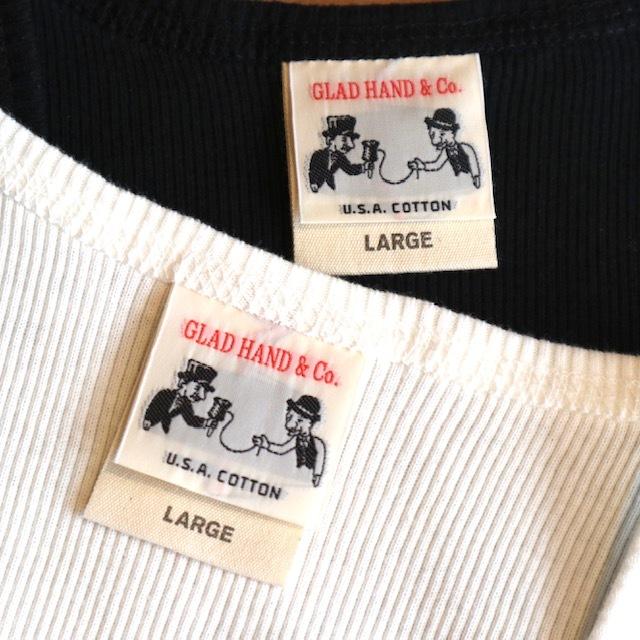 GLAD HAND & Co.
U.S.A. COTTON
LARGE
GLAD HAND & Co.
U.S.A. COTTON
LARGE